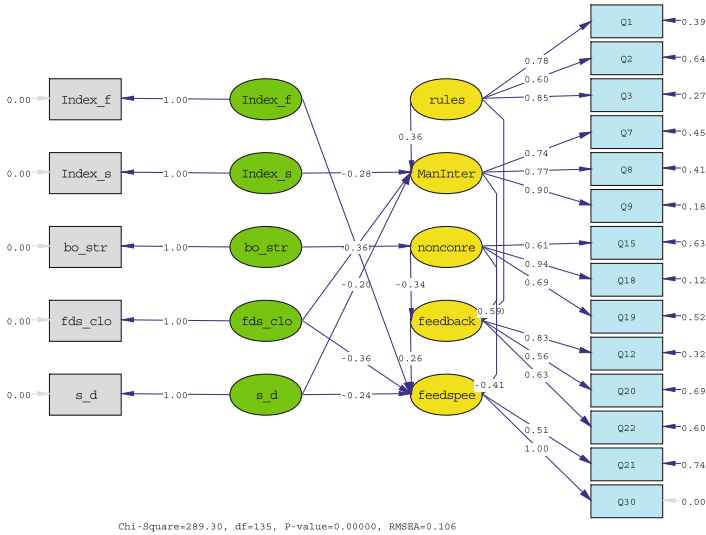 Q1
0.39
Q2
0.64
0.78
0.60
Index_f
Index_f
rules
0.85
Q3
0.27
0.00
1.00
0.36
0.74
Q7
0.45
0.00
Index_s
1.00
Index_s
-0.28
ManInter
0.77
Q8
0.41
0.90
Q9
0.18
0.00
bo_str
1.00
bo_str
0.36
nonconre
0.61
Q15
0.63
-0.20
-0.34
0.94
0.69
Q18
0.12
0.00
fds_clo
1.00
fds_clo
feedback
0.59
Q19
0.52
0.83
-0.36
0.26
0.56
Q12
0.32
0.63
0.00
s_d
1.00
s_d
-0.24
feedspee
-0.41
Q20
0.69
Q22
0.60
0.51
1.00
Q21
0.74
Q30
0.00
Chi-Square=289.30, df=135, P-value=0.00000, RMSEA=0.106